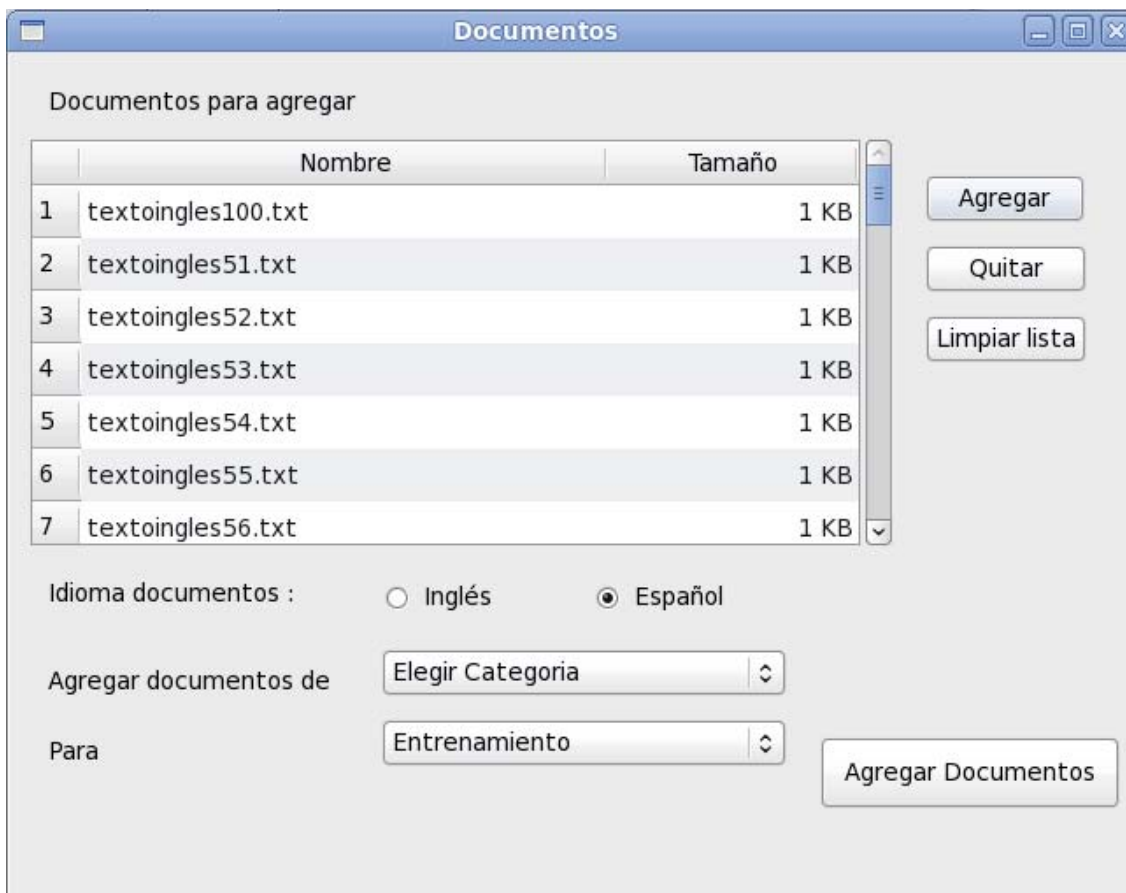 Documentos
Documentos para agregar
Nombre Tamaño
1 textoingles100.txt 1 KB
2 textoingles51.txt 1 KB
3 textoingles52.txt 1 KB
4 textoingles53.txt 1 KB
5 textoingles54.txt 1 KB
6 textoingles55.txt 1 KB
7 textoingles56.txt 1 KB
Agregar
Quitar
Limpiar lista
Idioma documentos : Inglés Español
Agregar documentos de Elegir Categoria
Para Entrenamiento
Agregar Documentos